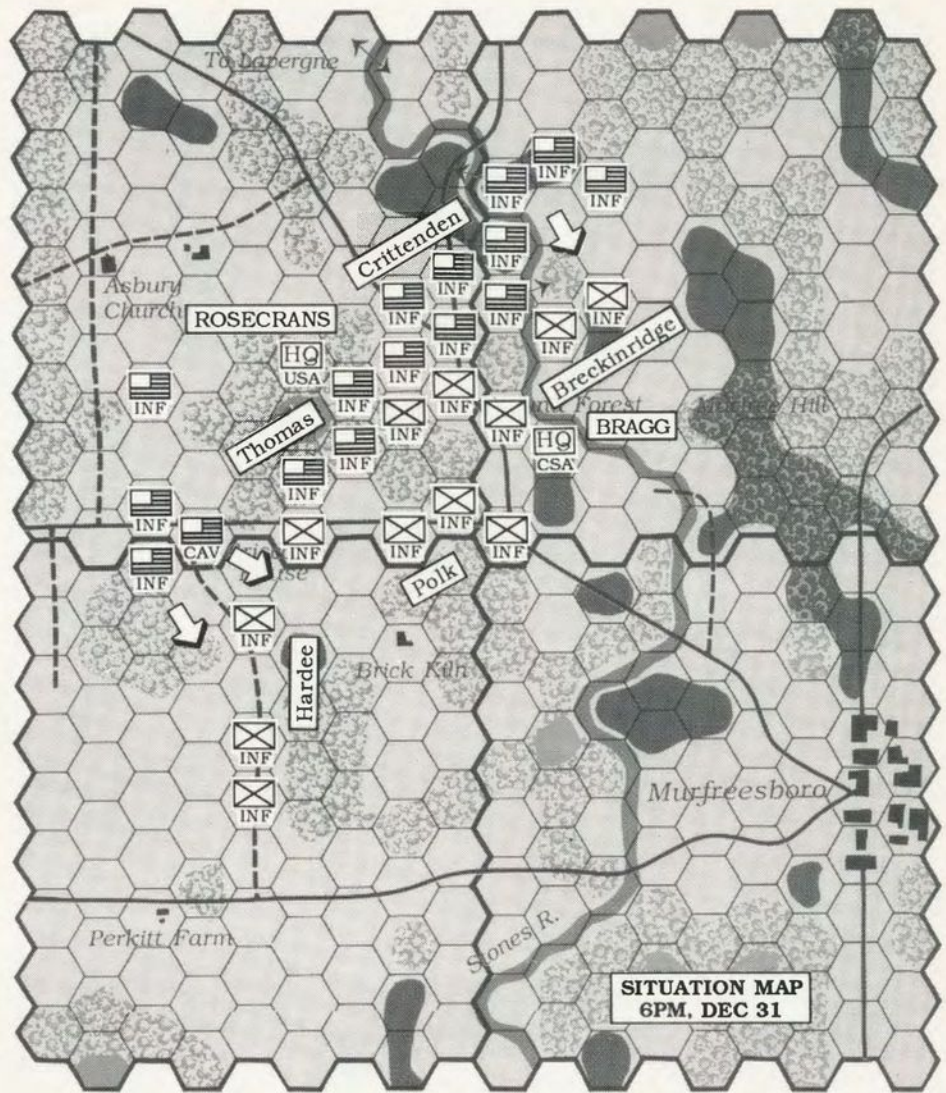 To Lavergne
INF
INF
INF
Crittenden
INF
INF
Asbury
Church
INF
INF
INF
ROSECRANS
INF
INF
HQ
USA
INF
Breckinridge
INF
INF
INF
Forest
Hill
Thomas
INF
INF
BRAGG
HQ
CSA
INF
INF
INF
INF
CAV
INF
INF
INF
INF
Polk
INF
Hardee
Brick Kiln
INF
INF
Murfreesboro
Perkitt Farm
Stones R.
SITUATION MAP
6PM, DEC 31